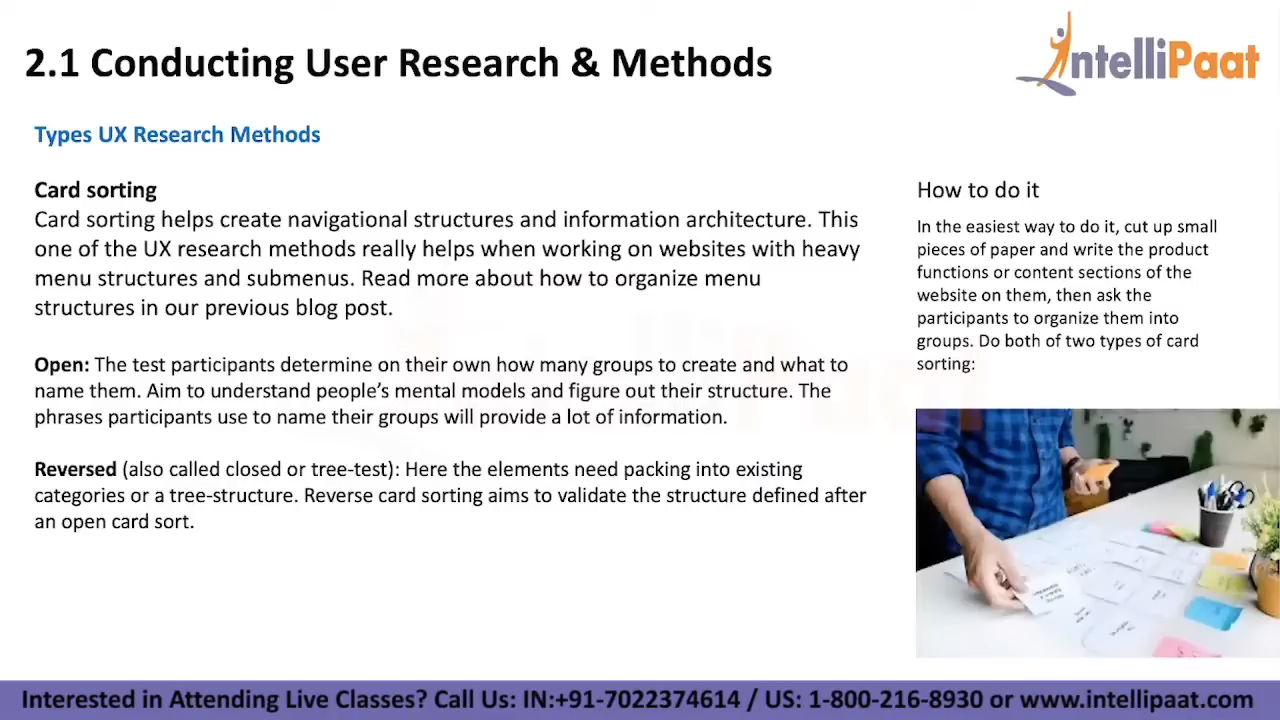 2.1 Conducting User Research & Methods
IntelliPaat
Types UX Research Methods
Card sorting
Card sorting helps create navigational structures and information architecture. This
one of the UX research methods really helps when working on websites with heavy
menu structures and submenus. Read more about how to organize menu
structures in our previous blog post.
Open: The test participants determine on their own how many groups to create and what to
name them. Aim to understand people’s mental models and figure out their structure. The
phrases participants use to name their groups will provide a lot of information.
Reversed (also called closed or tree-test): Here the elements need packing into existing
categories or a tree-structure. Reverse card sorting aims to validate the structure defined after
an open card sort.
How to do it
In the easiest way to do it, cut up small
pieces of paper and write the product
functions or content sections of the
website on them, then ask the
participants to organize them into
groups. Do both of two types of card
sorting:
Interested in Attending Live Classes? Call Us: IN:+91-7022374614 / US: 1-800-216-8930 or www.intellipaat.com